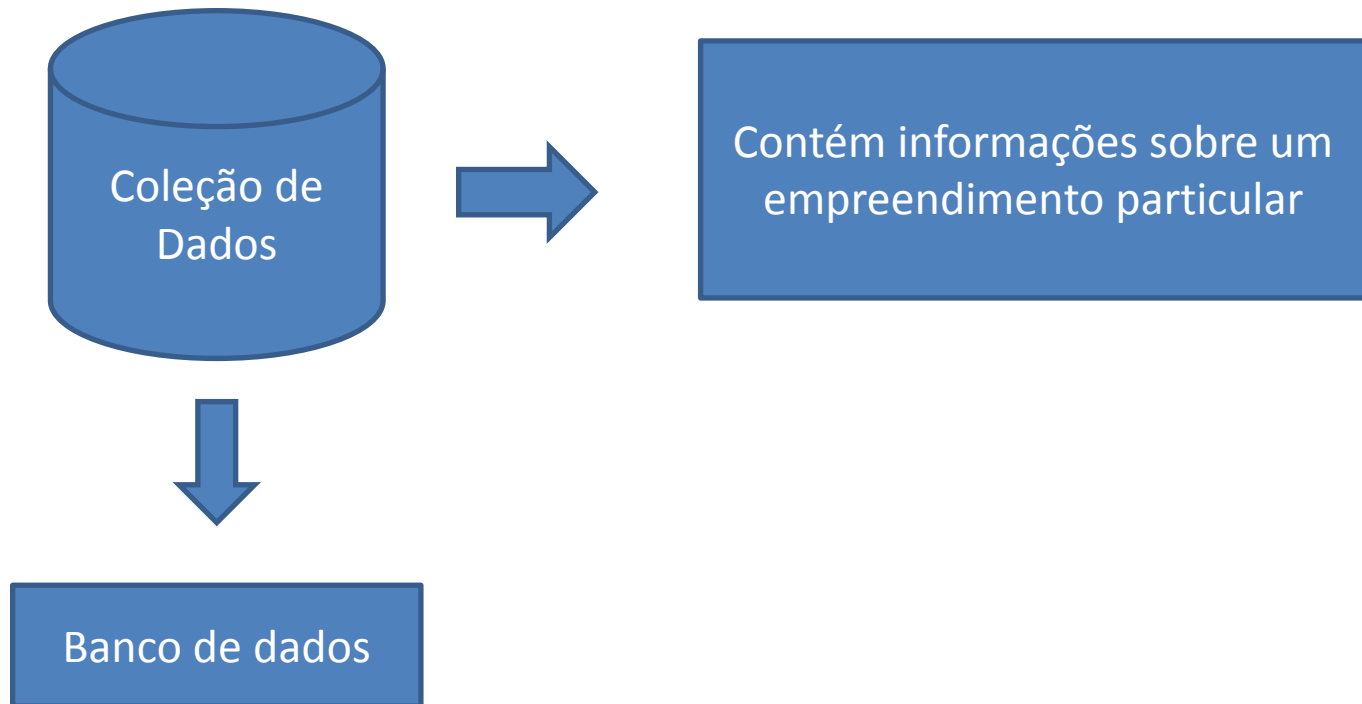 Coleção de
Dados
Contém informações sobre um
empreendimento particular
Banco de dados